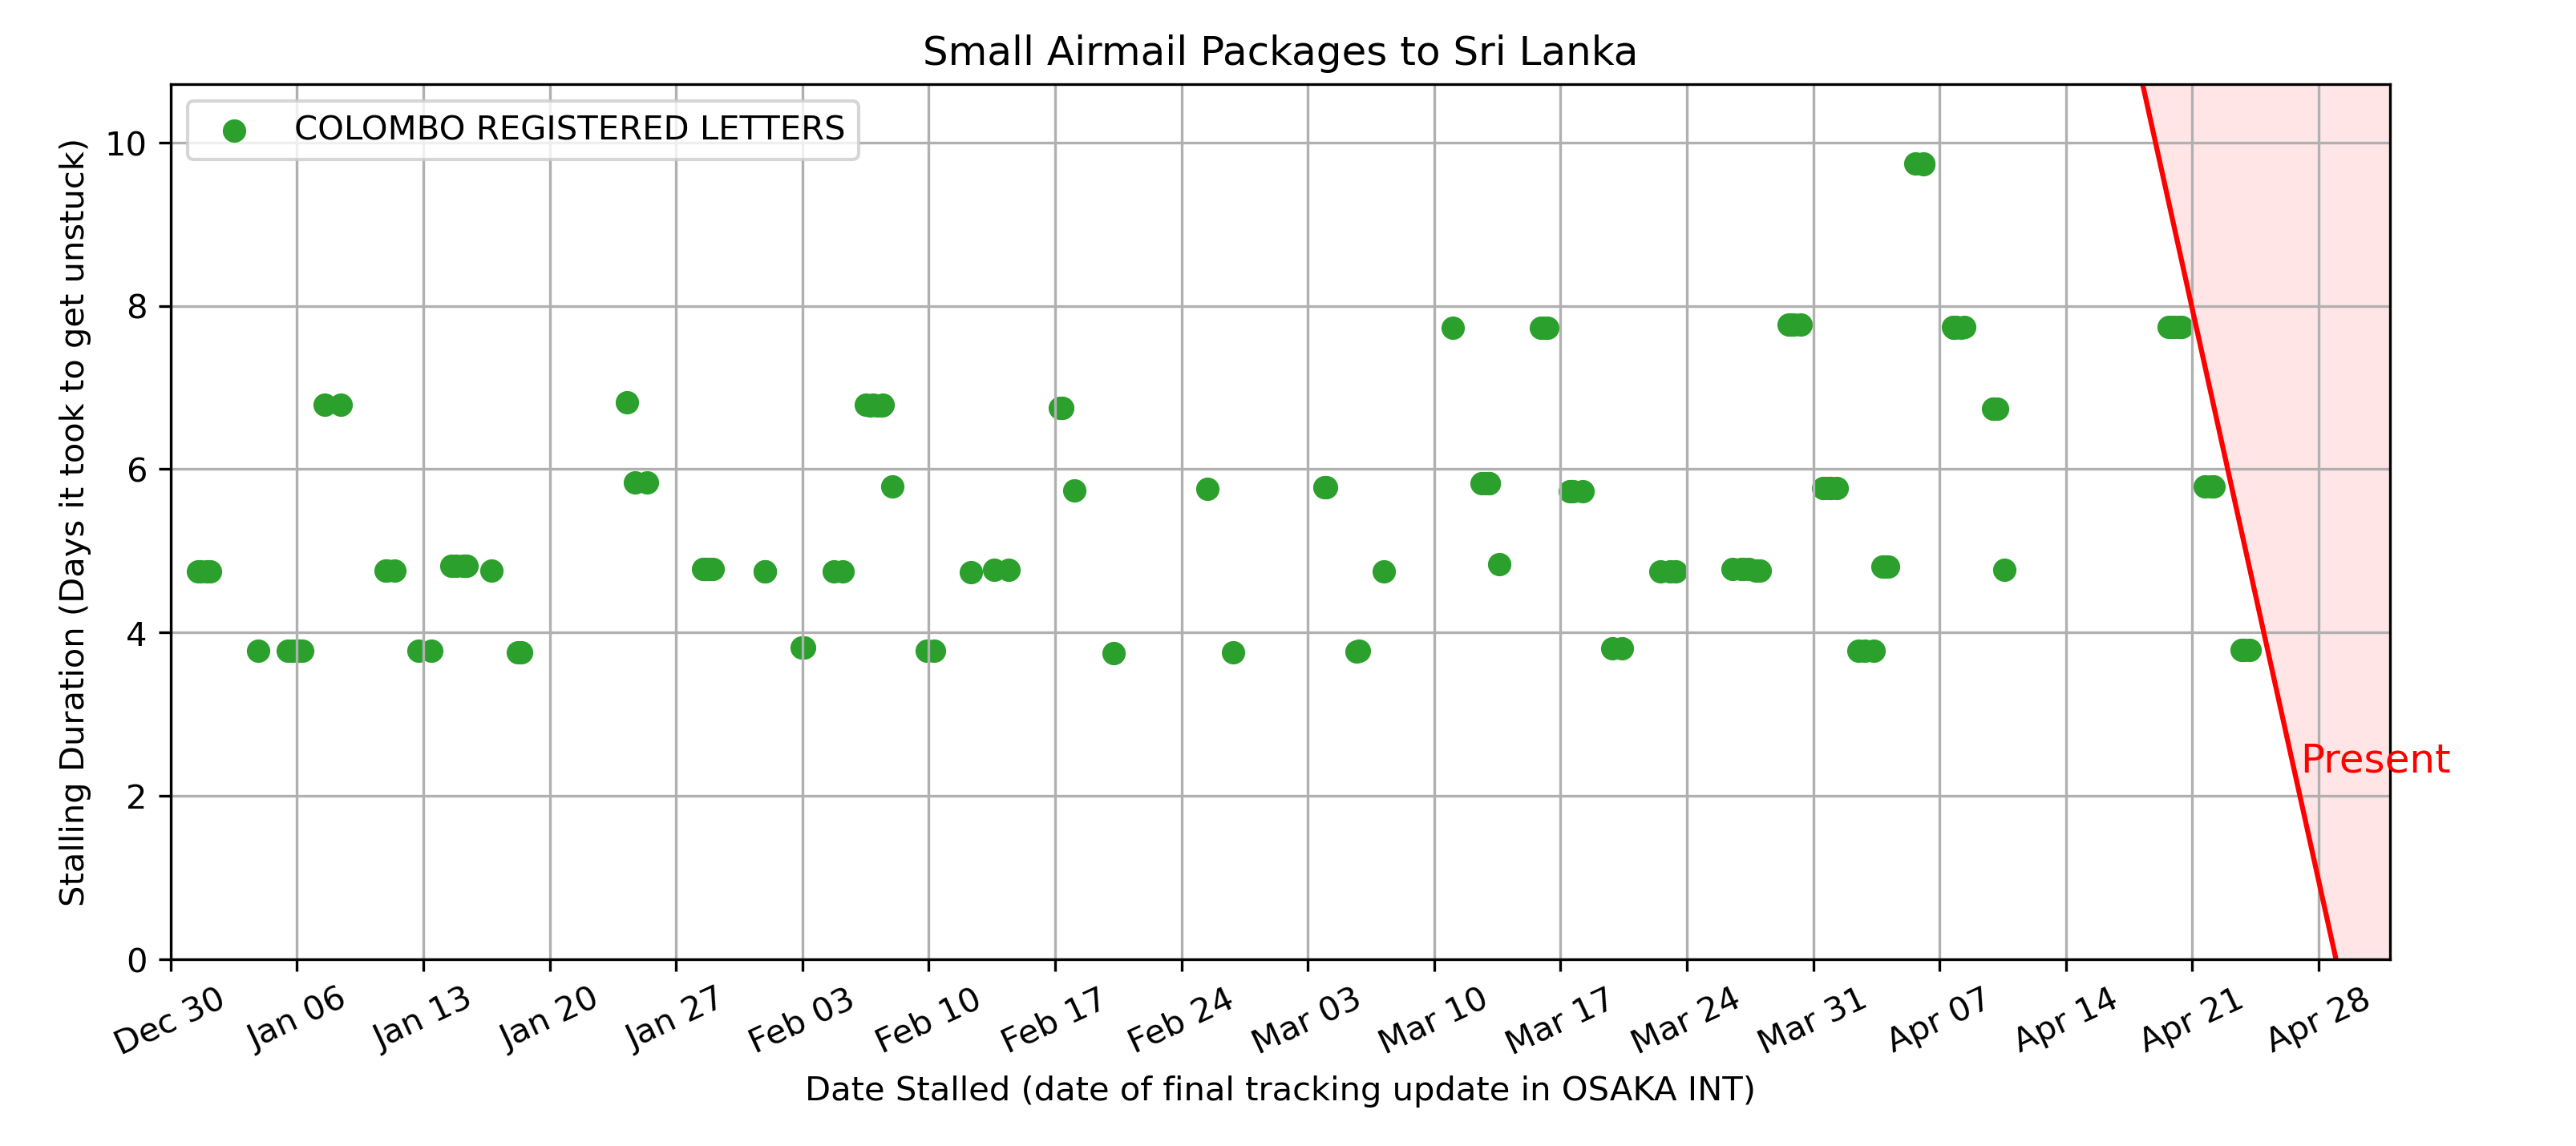 Small Airmail Packages to Sri Lanka
COLOMBO REGISTERED LETTERS
Stalling Duration (Days it took to get unstuck)
10
8
6
4
2
0
Present
Dec 30
Jan 06
Jan 13
Jan 20
Jan 27
Feb 03
Feb 10
Feb 17
Feb 24
Mar 03
Mar 10
Mar 17
Mar 24
Mar 31
Apr 07
Apr 14
Apr 21
Apr 28
Date Stalled (date of final tracking update in OSAKA INT)